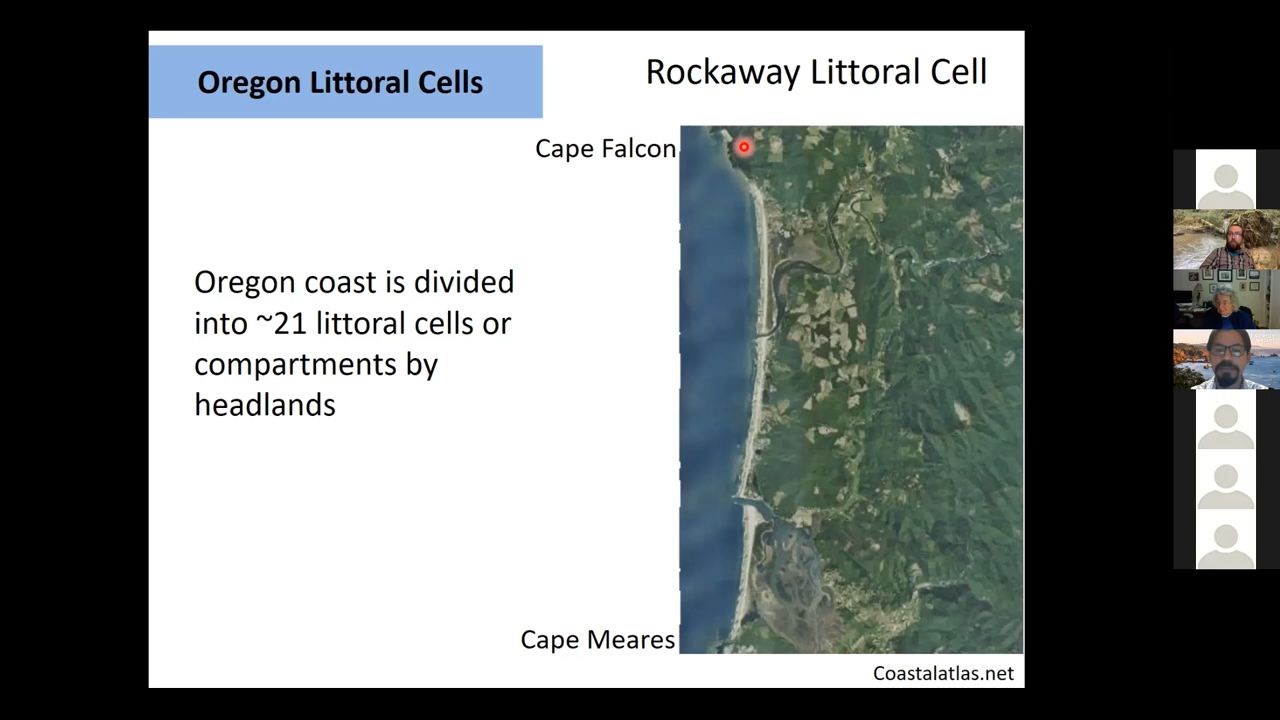 Oregon Littoral Cells
Rockaway Littoral Cell
Cape Falcon
Oregon coast is divided
into ~21 littoral cells or
compartments by
headlands
Cape Meares
Coastalatlas.net